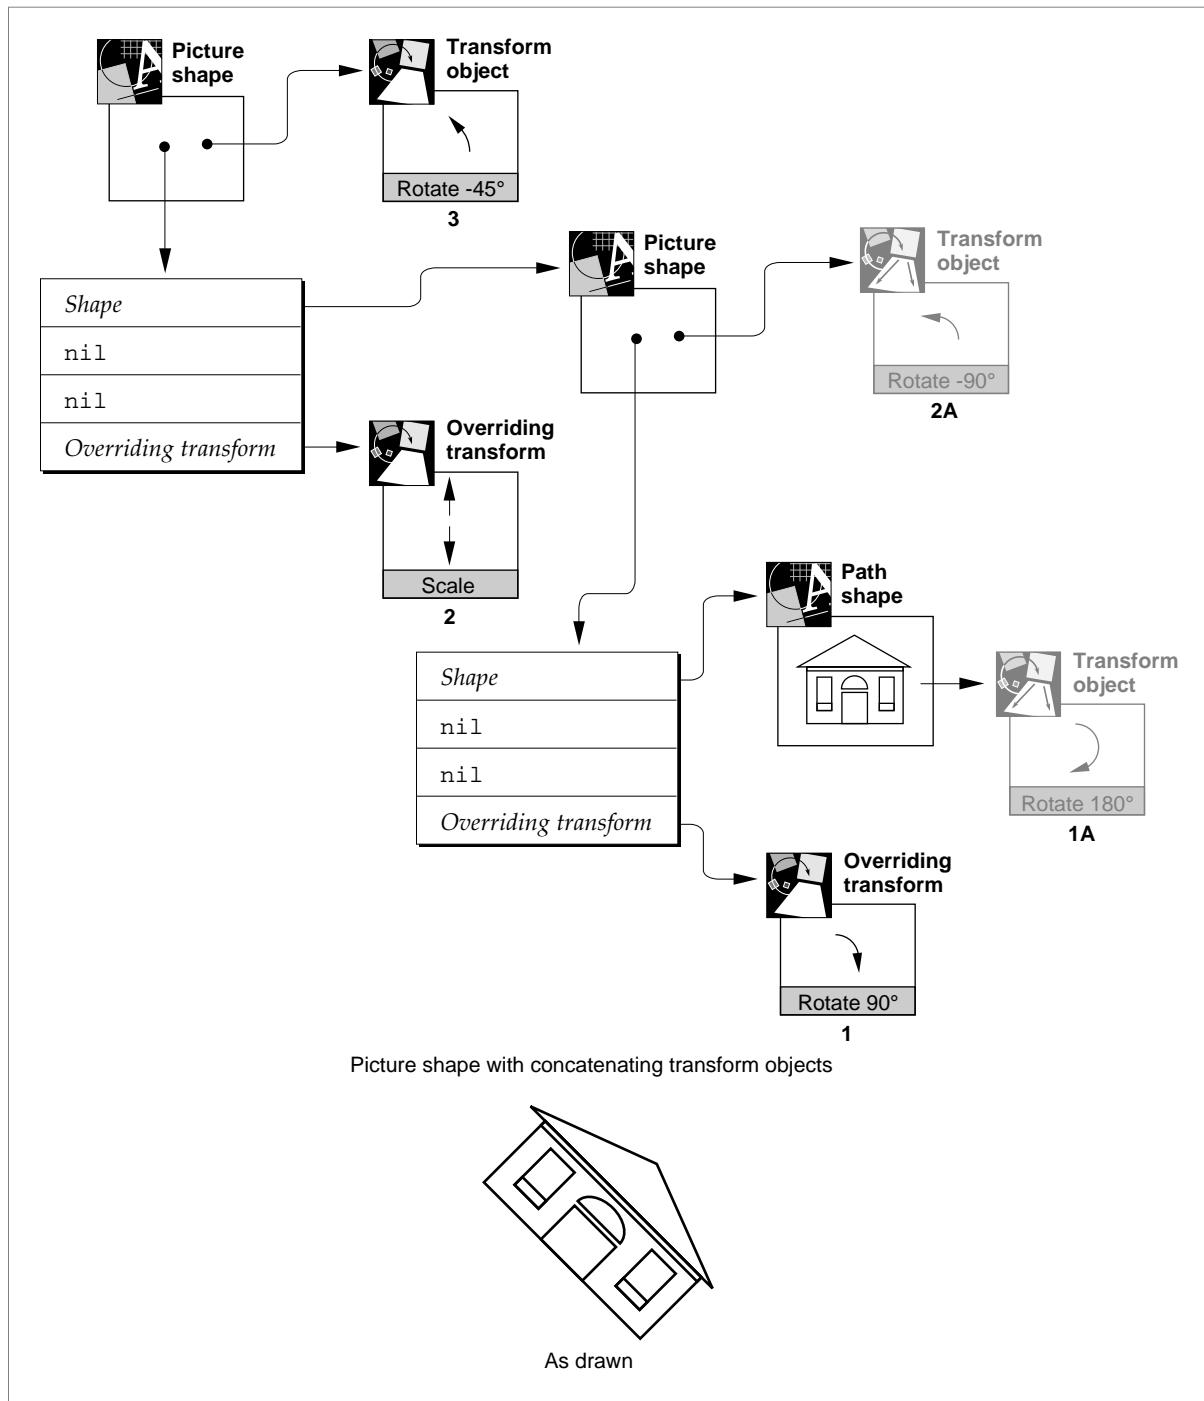 Picture
shape
Transform
object
Rotate -45°
3
Picture
shape
Transform
object
Rotate -90°
2A
Shape
nil
nil
Overriding transform
Overriding
transform
Scale
2
Path
shape
Transform
object
Rotate 180°
1A
Shape
nil
nil
Overriding transform
Overriding
transform
Rotate 90°
1
Picture shape with concatenating transform objects
As drawn